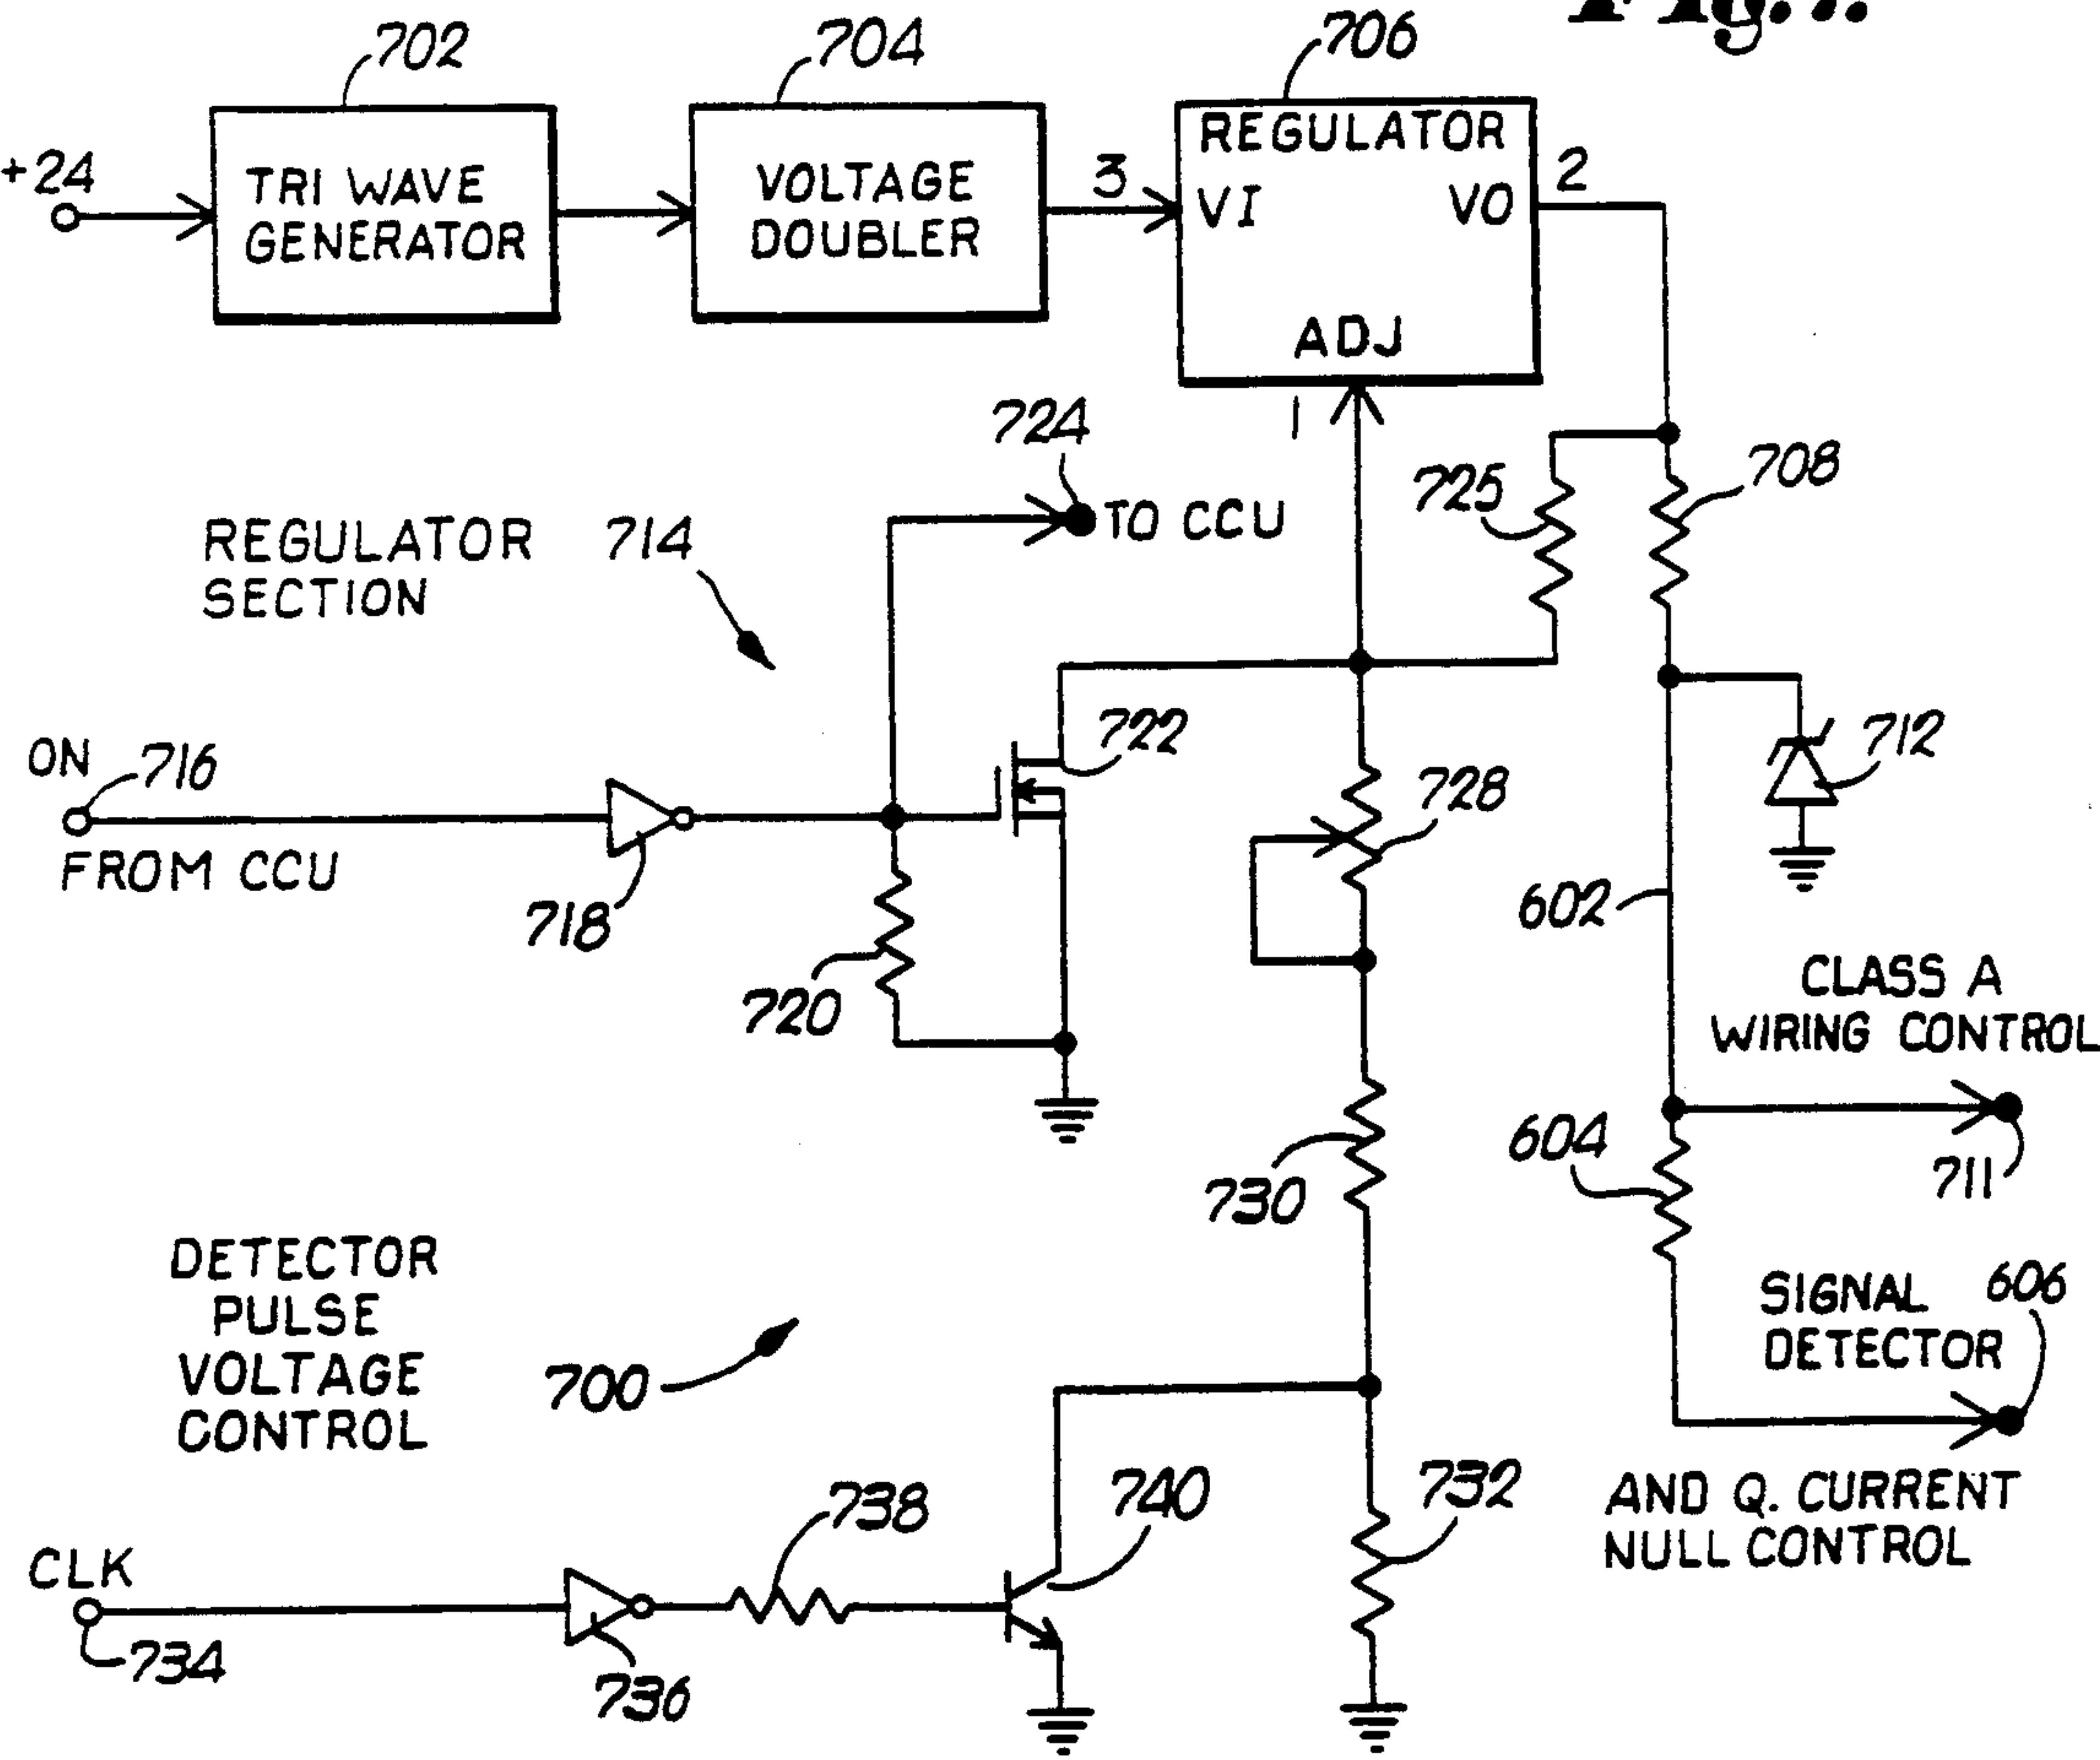 Fig. 7.
702
704
706
+24
TRI WAVE
GENERATOR
VOLTAGE
DOUBLER
3
REGULATOR
VI
VO
2
ADJ
1
724
TO CCU
725
708
REGULATOR
SECTION
714
ON
716
FROM CCU
718
720
722
728
712
602
CLASS A
WIRING CONTROL
711
604
730
DETECTOR
PULSE
VOLTAGE
CONTROL
700
SIGNAL
DETECTOR
606
AND Q. CURRENT
NULL CONTROL
CLK
734
736
738
740
732